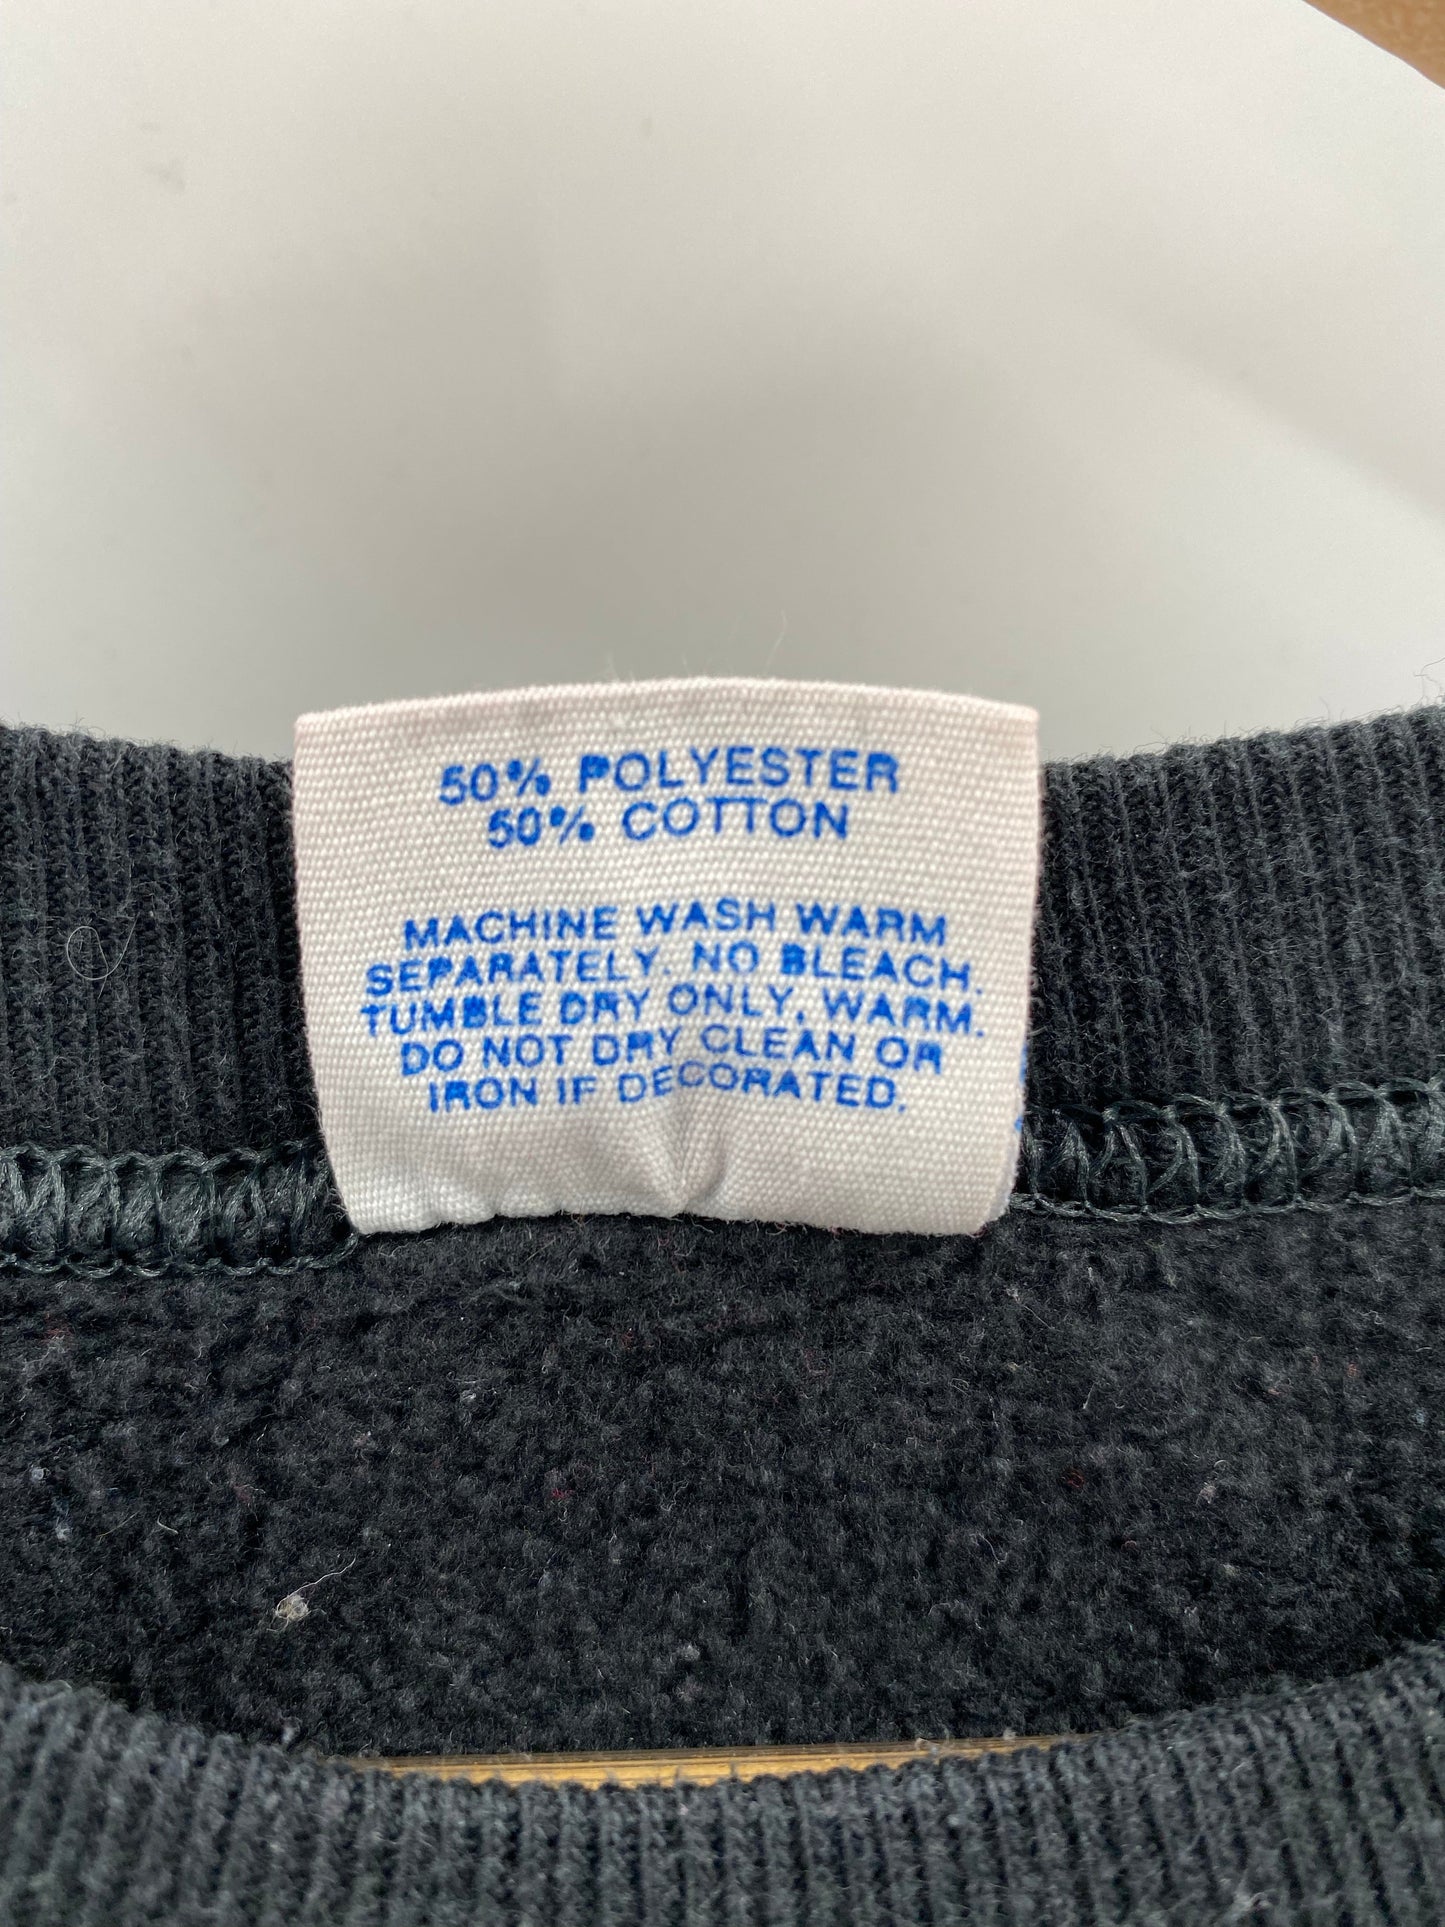 50% POLYESTER
50% COTTON
MACHINE WASH WARM
SEPARATELY. NO BLEACH.
TUMBLE DRY ONLY, WARM.
DO NOT DRY CLEAN OR
IRON IF DECORATED.